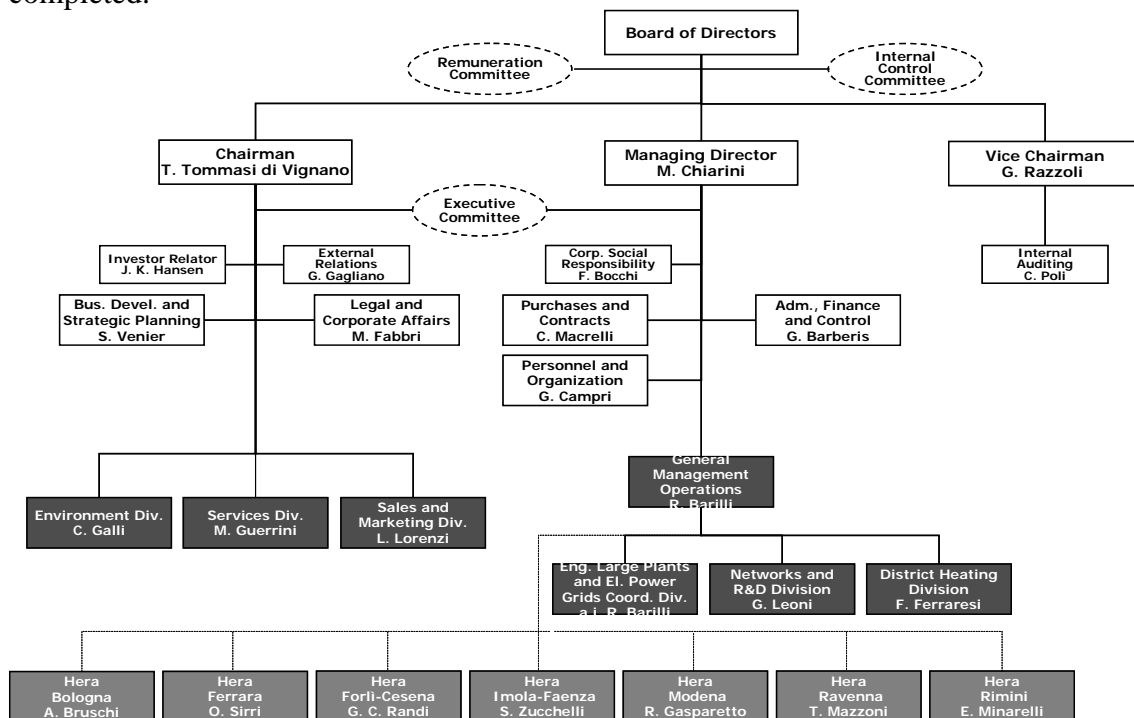 completed.
Board of Directors
Remuneration
Committee
Internal
Control
Committee
Chairman
T. Tommasi di Vignano
Managing Director
M. Chiarini
Vice Chairman
G. Razzoli
Executive
Committee
Investor Relator
J. K. Hansen
External
Relations
G. Gagliano
Corp. Social
Responsibility
F. Bocchi
Internal
Auditing
C. Poli
Bus. Devel. and
Strategic Planning
S. Venier
Legal and
Corporate Affairs
M. Fabbri
Purchases and
Contracts
C. Macrelli
Adm., Finance
and Control
G. Barberis
Personnel and
Organization
G. Campri
General
Management
Operations
R. Barilli
Environment Div.
C. Galli
Services Div.
M. Guerrini
Sales and
Marketing Div.
L. Lorenzi
Eng. Large Plants
and El. Power
Grids Coord. Div.
a.i. R. Barilli
Networks and
R&D Division
G. Leoni
District Heating
Division
F. Ferraresi
Hera
Bologna
A. Bruschi
Hera
Ferrara
O. Sirri
Hera
Forlì-Cesena
G. C. Randi
Hera
Imola-Faenza
S. Zucchelli
Hera
Modena
R. Gasparetto
Hera
Ravenna
T. Mazzoni
Hera
Rimini
E. Minarelli